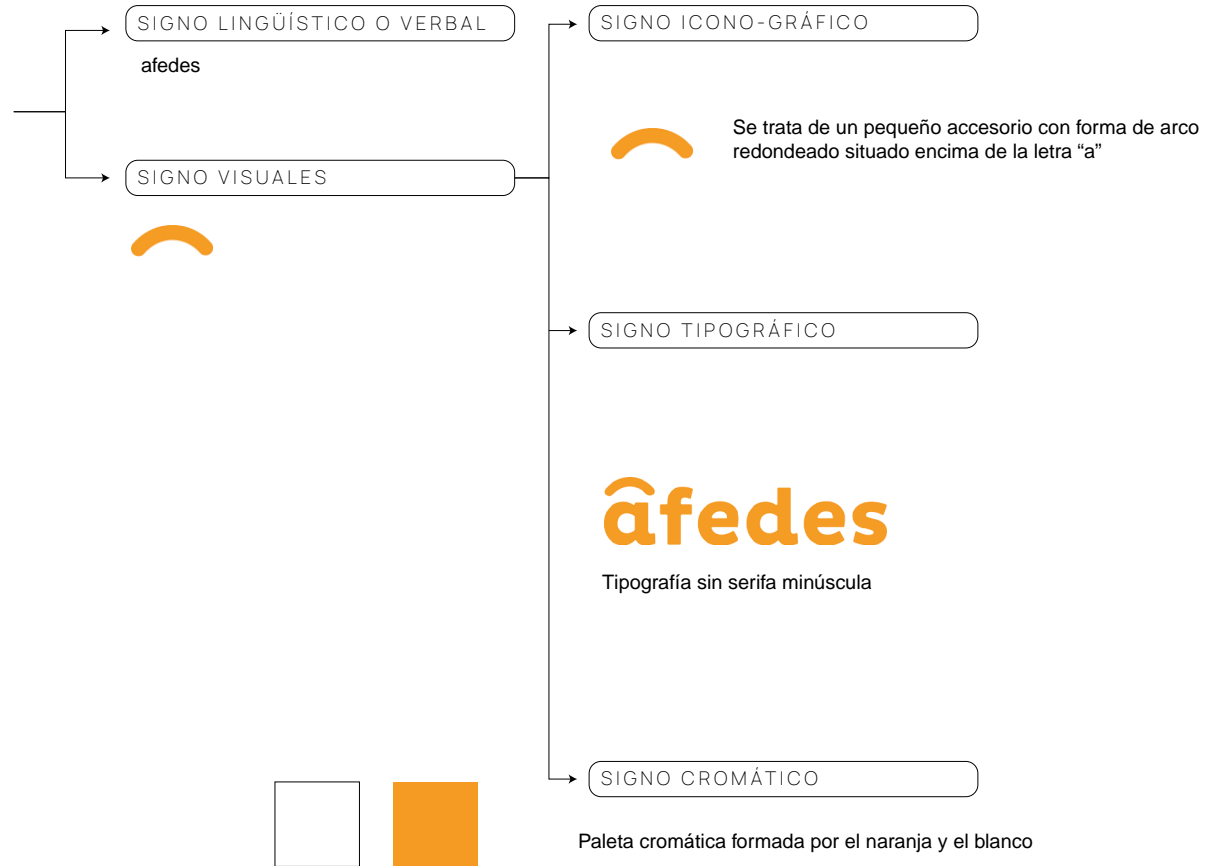 SIGNO LINGÜÍSTICO O VERBAL
afedes
SIGNO VISUALES
SIGNO ICONO-GRÁFICO
Se trata de un pequeño accesorio con forma de arco
redondeado situado encima de la letra “a”
SIGNO TIPOGRÁFICO
afedes
Tipografía sin serifa minúscula
SIGNO CROMÁTICO
Paleta cromática formada por el naranja y el blanco